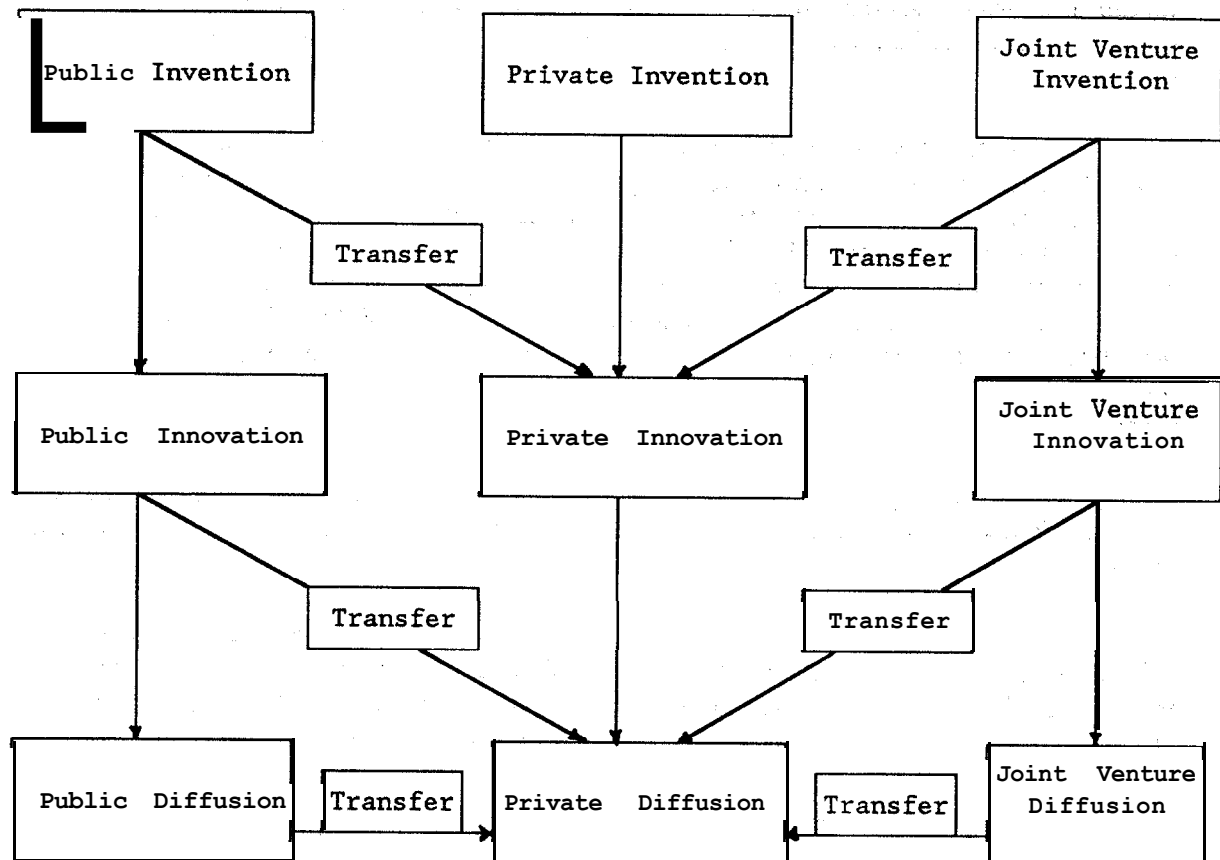 Public Invention
Private Invention
Joint Venture
Invention
Transfer
Transfer
Public Innovation
Private Innovation
Joint Venture
Innovation
Transfer
Transfer
Public Diffusion
Transfer
Private Diffusion
Transfer
Joint Venture
Diffusion